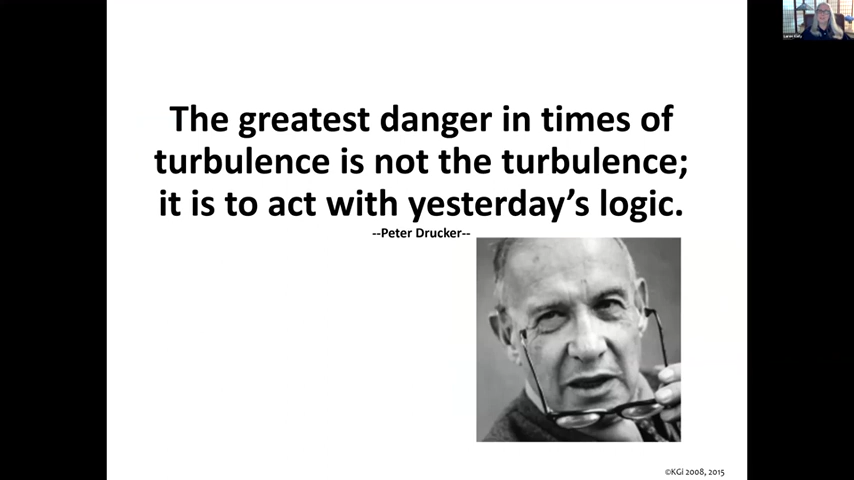 The greatest danger in times of
turbulence is not the turbulence;
it is to act with yesterday’s logic.
--Peter Drucker--
©KGi 2008, 2015